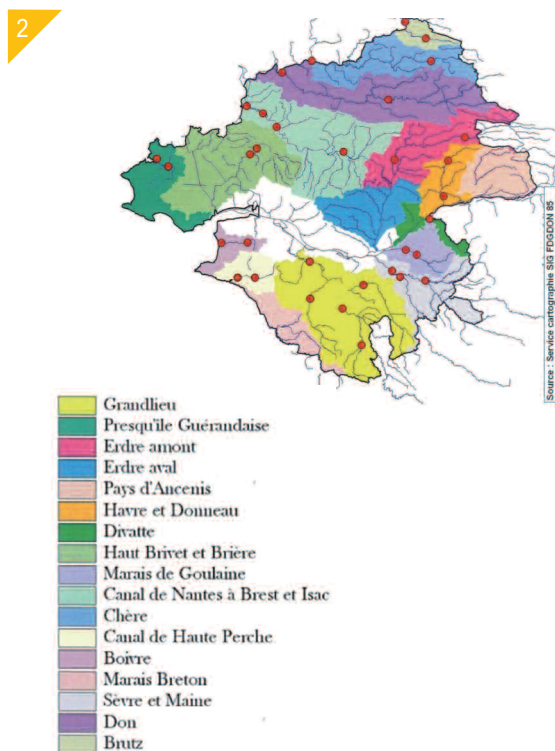 2
Source : Service cartographie SIG FDGDON 85
Grandlieu
Presqu'île Guérandaise
Erdre amont
Erdre aval
Pays d'Ancenis
Havre et Donneau
Divatte
Haut Brivet et Brière
Marais de Goulaine
Canal de Nantes à Brest et Isac
Chère
Canal de Haute Perche
Boivre
Marais Breton
Sèvre et Maine
Don
Brutz